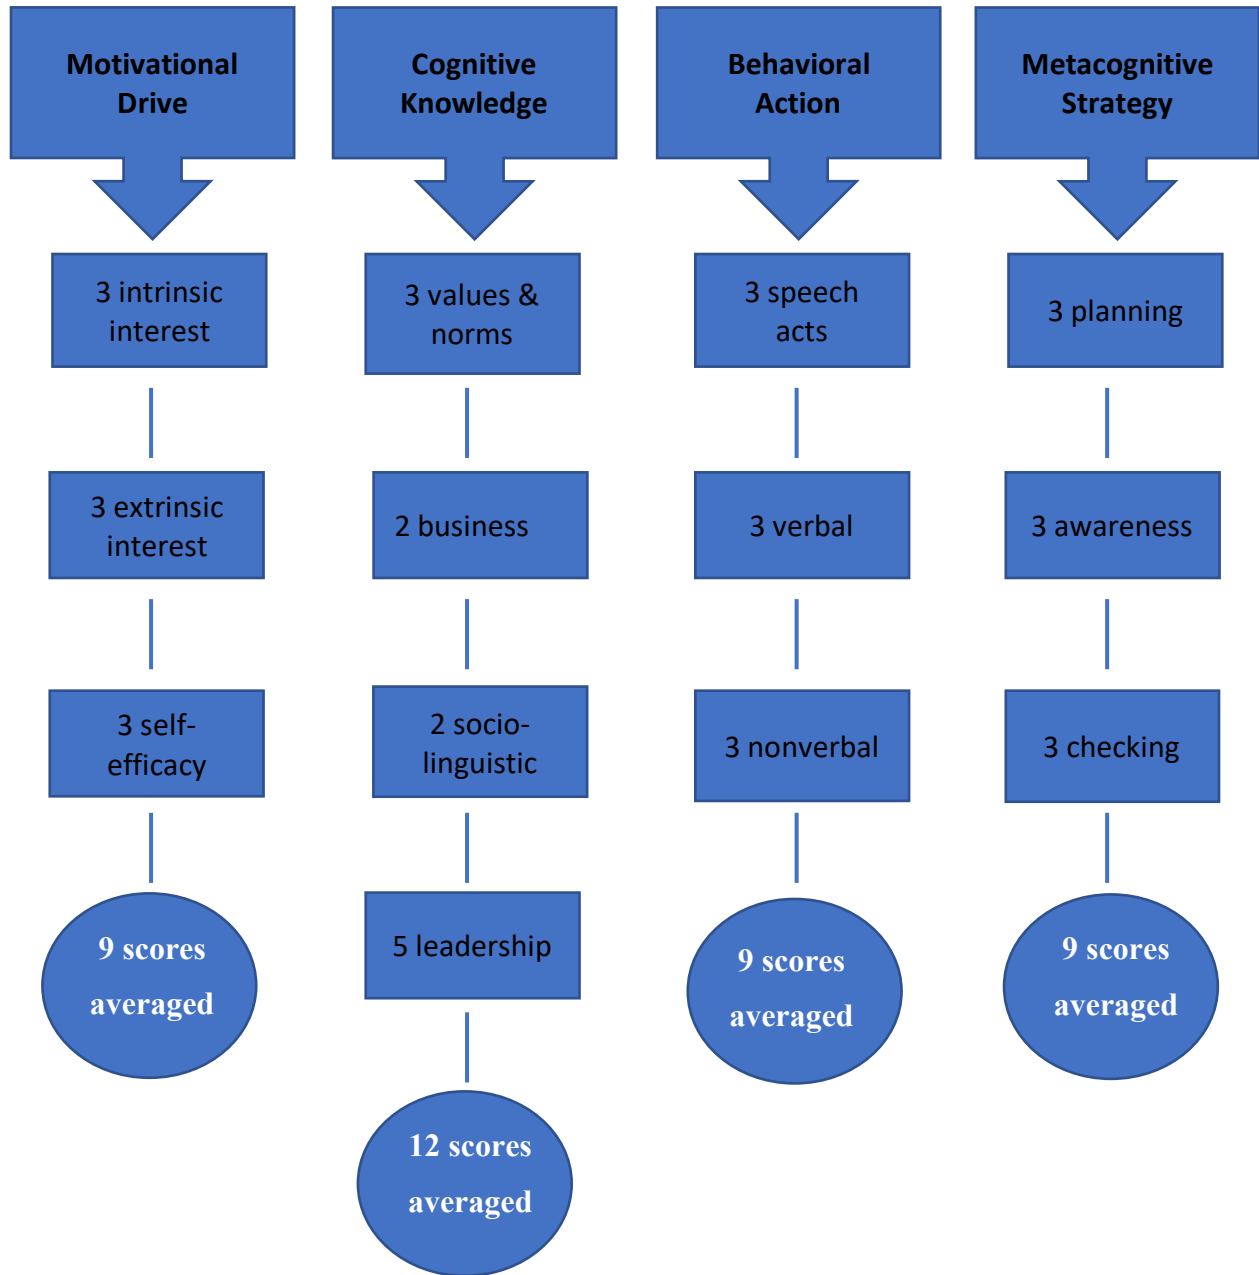 Motivational
Drive
Cognitive
Knowledge
Behavioral
Action
Metacognitive
Strategy
3 intrinsic
interest
3 values &
norms
3 speech
acts
3 planning
3 extrinsic
interest
2 business
3 verbal
3 awareness
3 self-
efficacy
2 socio-
linguistic
3 nonverbal
3 checking
9 scores
averaged
5 leadership
9 scores
averaged
9 scores
averaged
12 scores
averaged